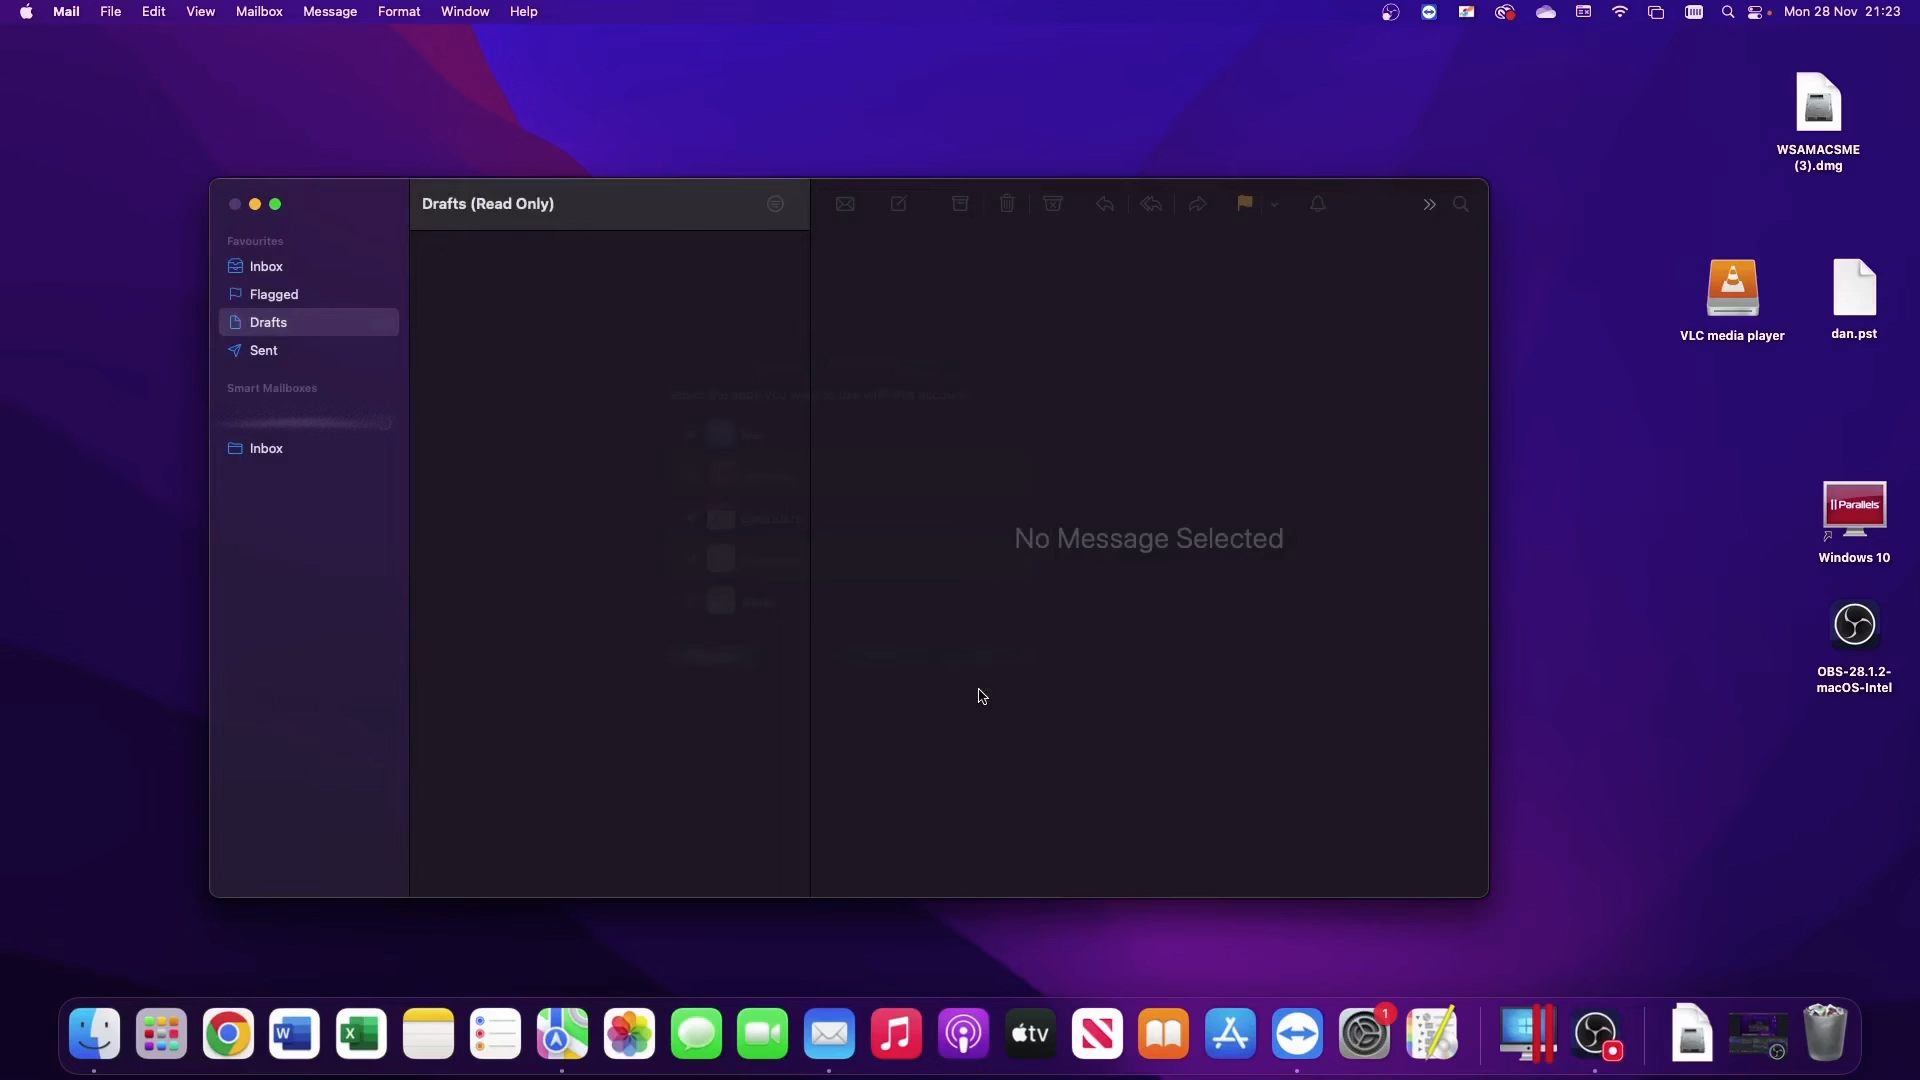 Mail File Edit View Mailbox Message Format Window Help
Mon 28 Nov 21:23
WSAMACSME
(3).dmg
Drafts (Read Only)
Favourites
Inbox
Flagged
Drafts
Sent
Smart Mailboxes
Inbox
No Message Selected
VLC media player
dan.pst
Parallels
Windows 10
OBS-28.1.2-
macOS-Intel
tv
1